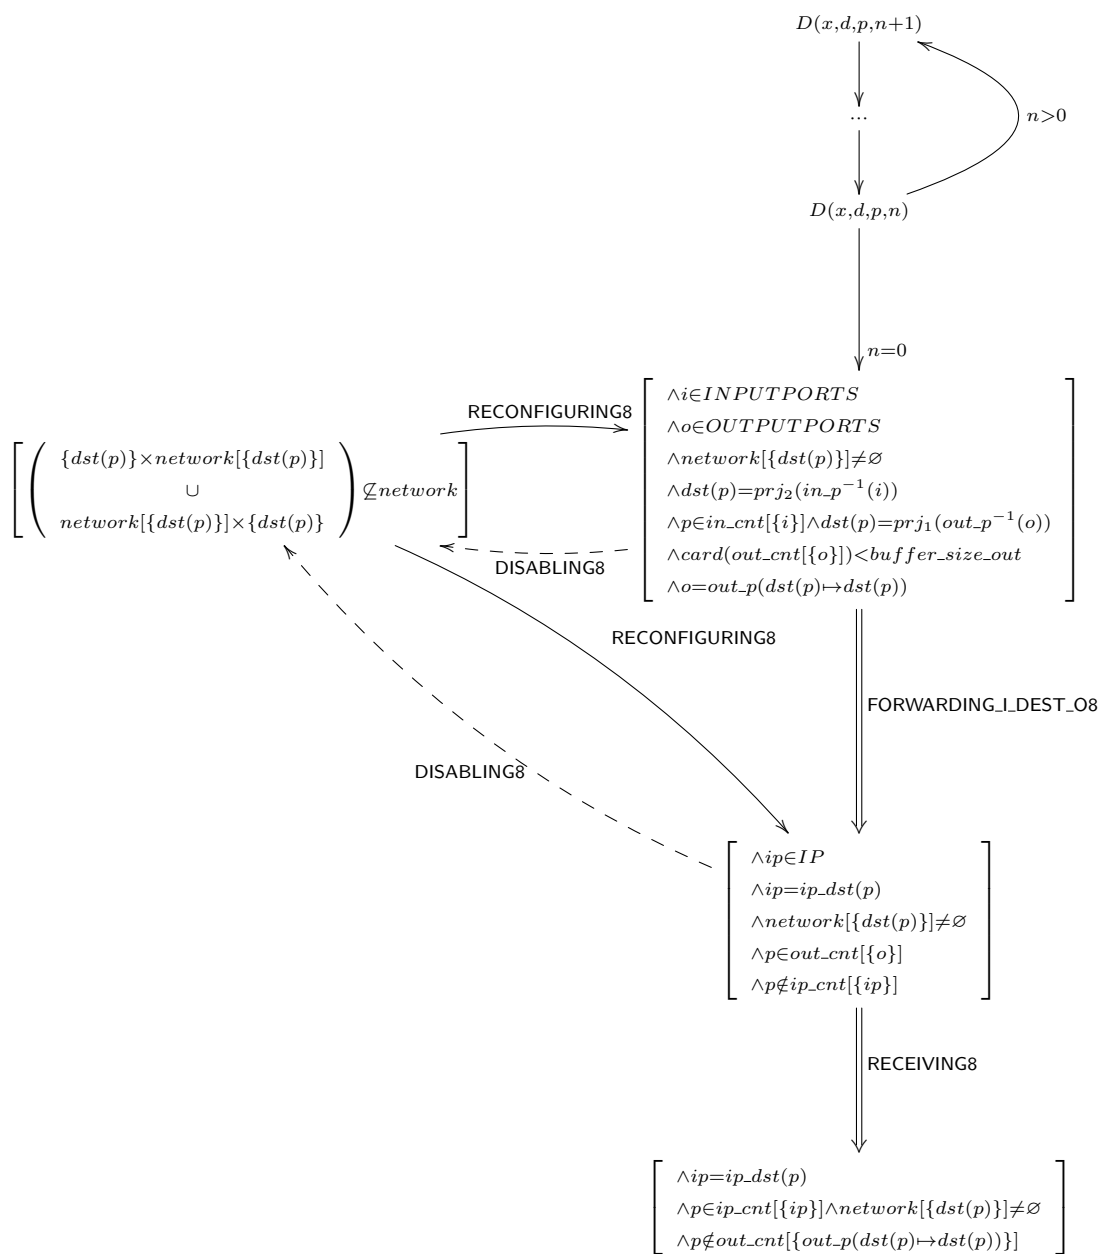 D(x,d,p,n+1)
...
n>0
D(x,d,p,n)
n=0
∧i∈INPUTPORTS
RECONFIGURING8
∧o∈OUTPUTPORTS
{dst(p)}×network[{dst(p)}]
∧network[{dst(p)}]≠∅
∪
⊈network
∧dst(p)=prj₂(in_p⁻¹(i))
network[{dst(p)}]×{dst(p)}
∧p∈in_cnt[{i}]∧dst(p)=prj₁(out_p⁻¹(o))
∧card(out_cnt[{o}])<buffer_size_out
DISABLING8
∧o=out_p(dst(p)↦dst(p))
RECONFIGURING8
FORWARDING_I_DEST_O8
DISABLING8
∧ip∈IP
∧ip=ip_dst(p)
∧network[{dst(p)}]≠∅
∧p∈out_cnt[{o}]
∧p∉ip_cnt[{ip}]
RECEIVING8
∧ip=ip_dst(p)
∧p∈ip_cnt[{ip}]∧network[{dst(p)}]≠∅
∧p∉out_cnt[{out_p(dst(p)↦dst(p))}]